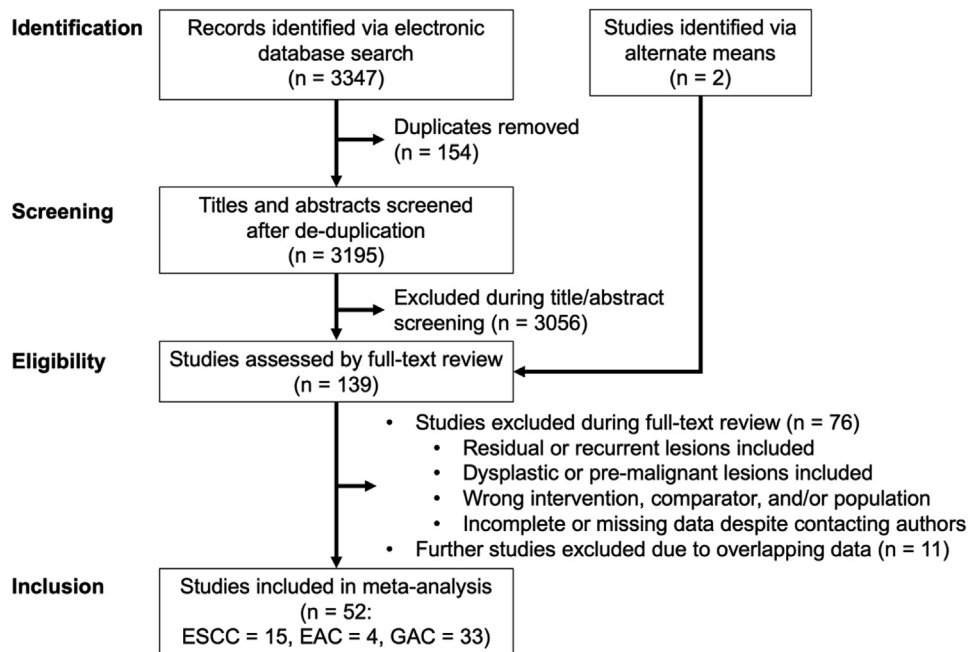 Identification
Records identified via electronic
database search
(n = 3347)
Studies identified via
alternate means
(n = 2)
Duplicates removed
(n = 154)
Screening
Titles and abstracts screened
after de-duplication
(n = 3195)
Excluded during title/abstract
screening (n = 3056)
Eligibility
Studies assessed by full-text review
(n = 139)
• Studies excluded during full-text review (n = 76)
• Residual or recurrent lesions included
• Dysplastic or pre-malignant lesions included
• Wrong intervention, comparator, and/or population
• Incomplete or missing data despite contacting authors
• Further studies excluded due to overlapping data (n = 11)
Inclusion
Studies included in meta-analysis
(n = 52:
ESCC = 15, EAC = 4, GAC = 33)